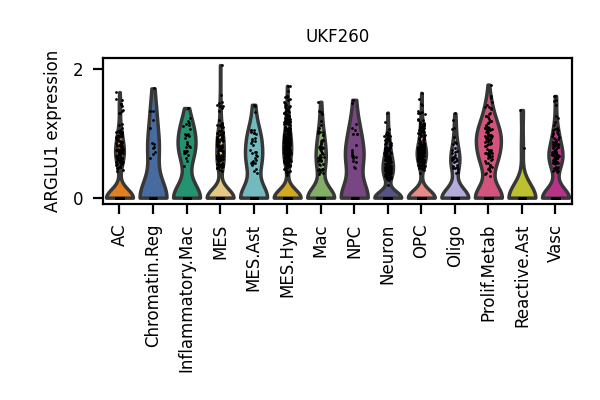 UKF260
ARGLU1 expression
2
0
AC
Chromatin.Reg
Inflammatory.Mac
MES
MES.Ast
MES.Hyp
Mac
NPC
Neuron
OPC
Oligo
Prolif.Metab
Reactive.Ast
Vasc